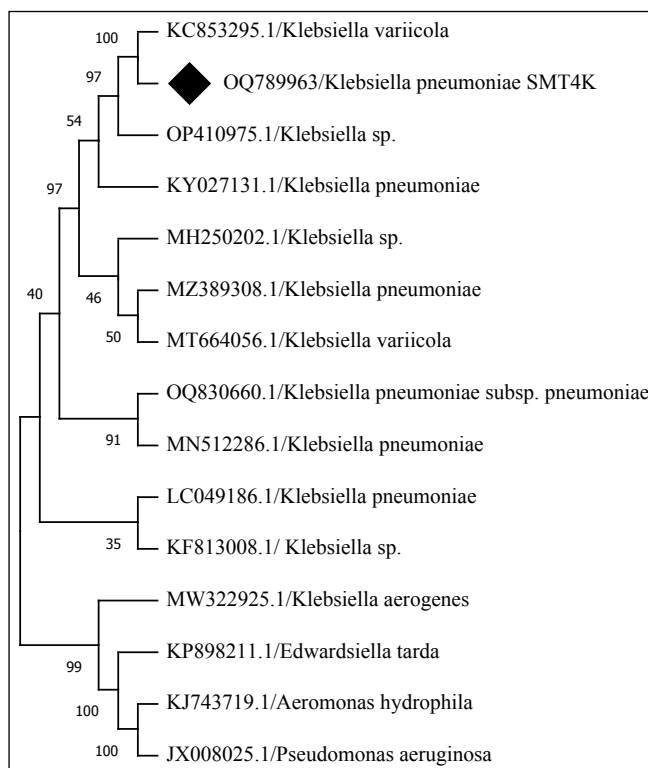 100
KC853295.1/Klebsiella variicola
97
OQ789963/Klebsiella pneumoniae SMT4K
54
OP410975.1/Klebsiella sp.
97
KY027131.1/Klebsiella pneumoniae
MH250202.1/Klebsiella sp.
40
46
MZ389308.1/Klebsiella pneumoniae
50
MT664056.1/Klebsiella variicola
OQ830660.1/Klebsiella pneumoniae subsp. pneumoniae
91
MN512286.1/Klebsiella pneumoniae
LC049186.1/Klebsiella pneumoniae
35
KF813008.1/ Klebsiella sp.
MW322925.1/Klebsiella aerogenes
99
KP898211.1/Edwardsiella tarda
100
KJ743719.1/Aeromonas hydrophila
100
JX008025.1/Pseudomonas aeruginosa